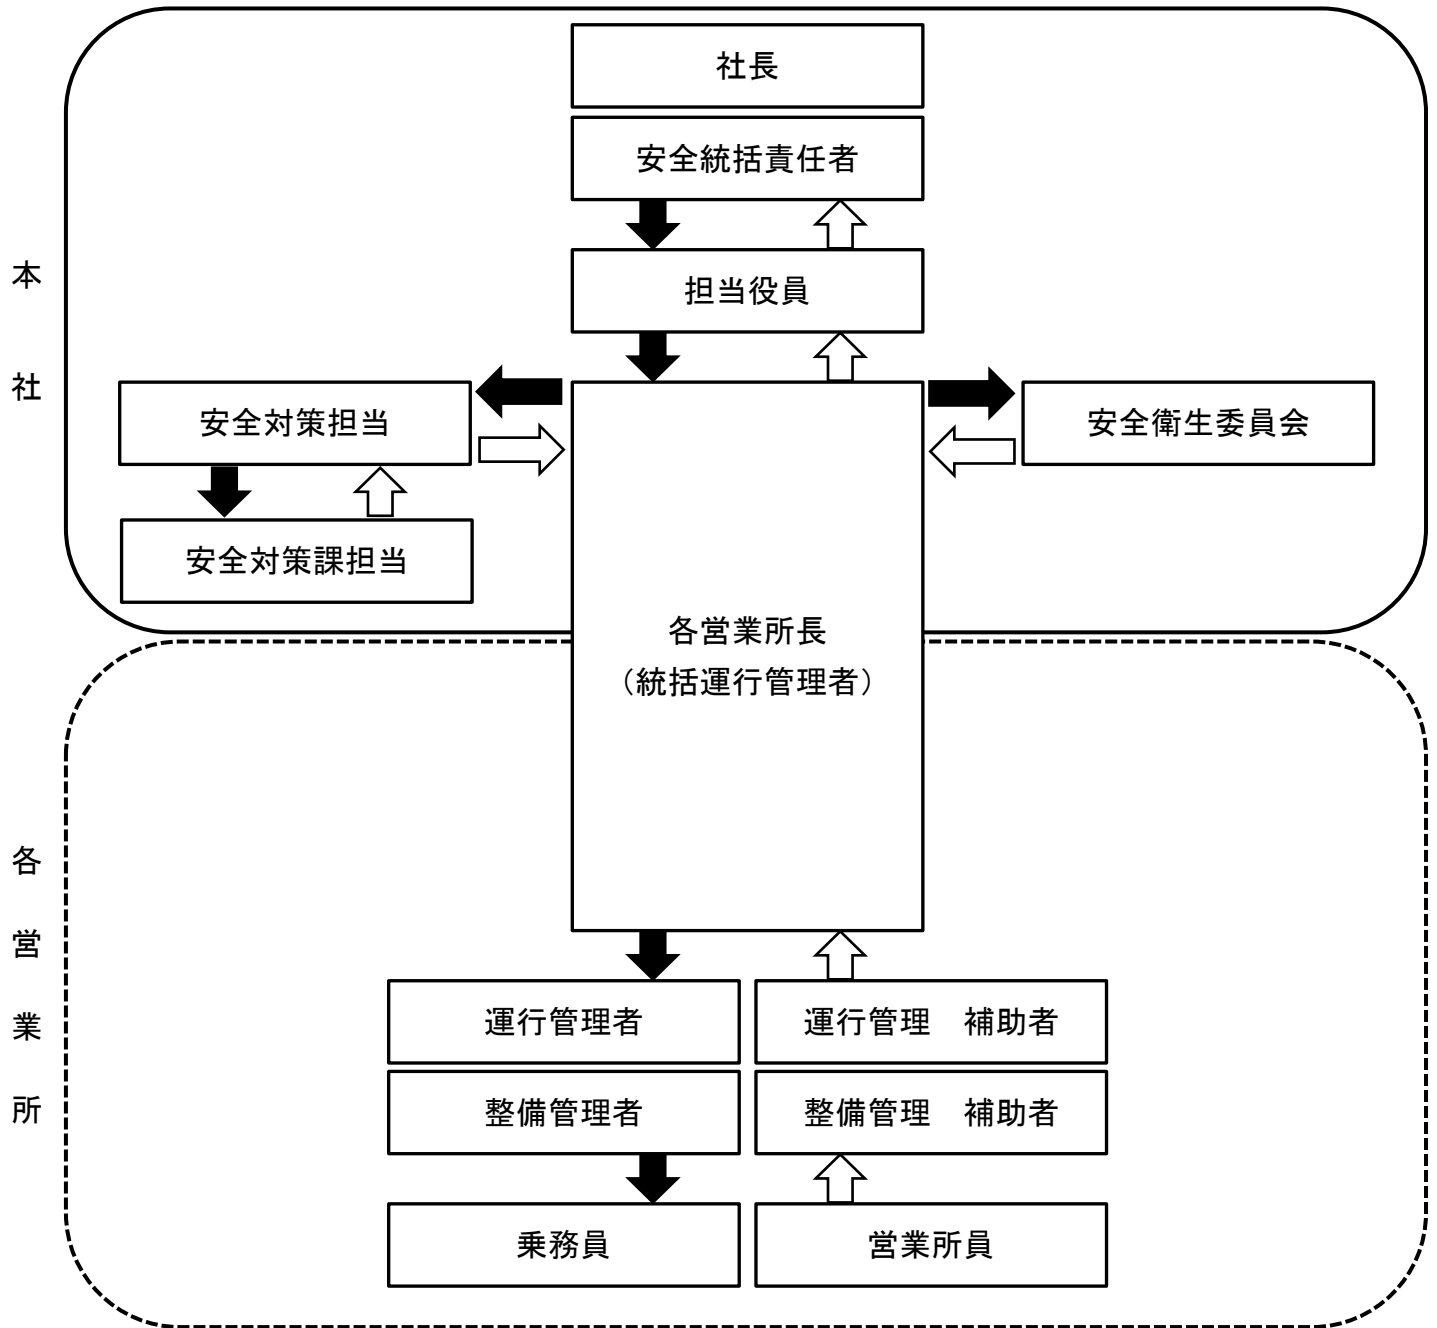 社長
安全統括責任者
担当役員
本社
安全対策担当
安全衛生委員会
安全対策課担当
各営業所長
（統括運行管理者）
各営業所
運行管理者
運行管理　補助者
整備管理者
整備管理　補助者
乗務員
営業所員